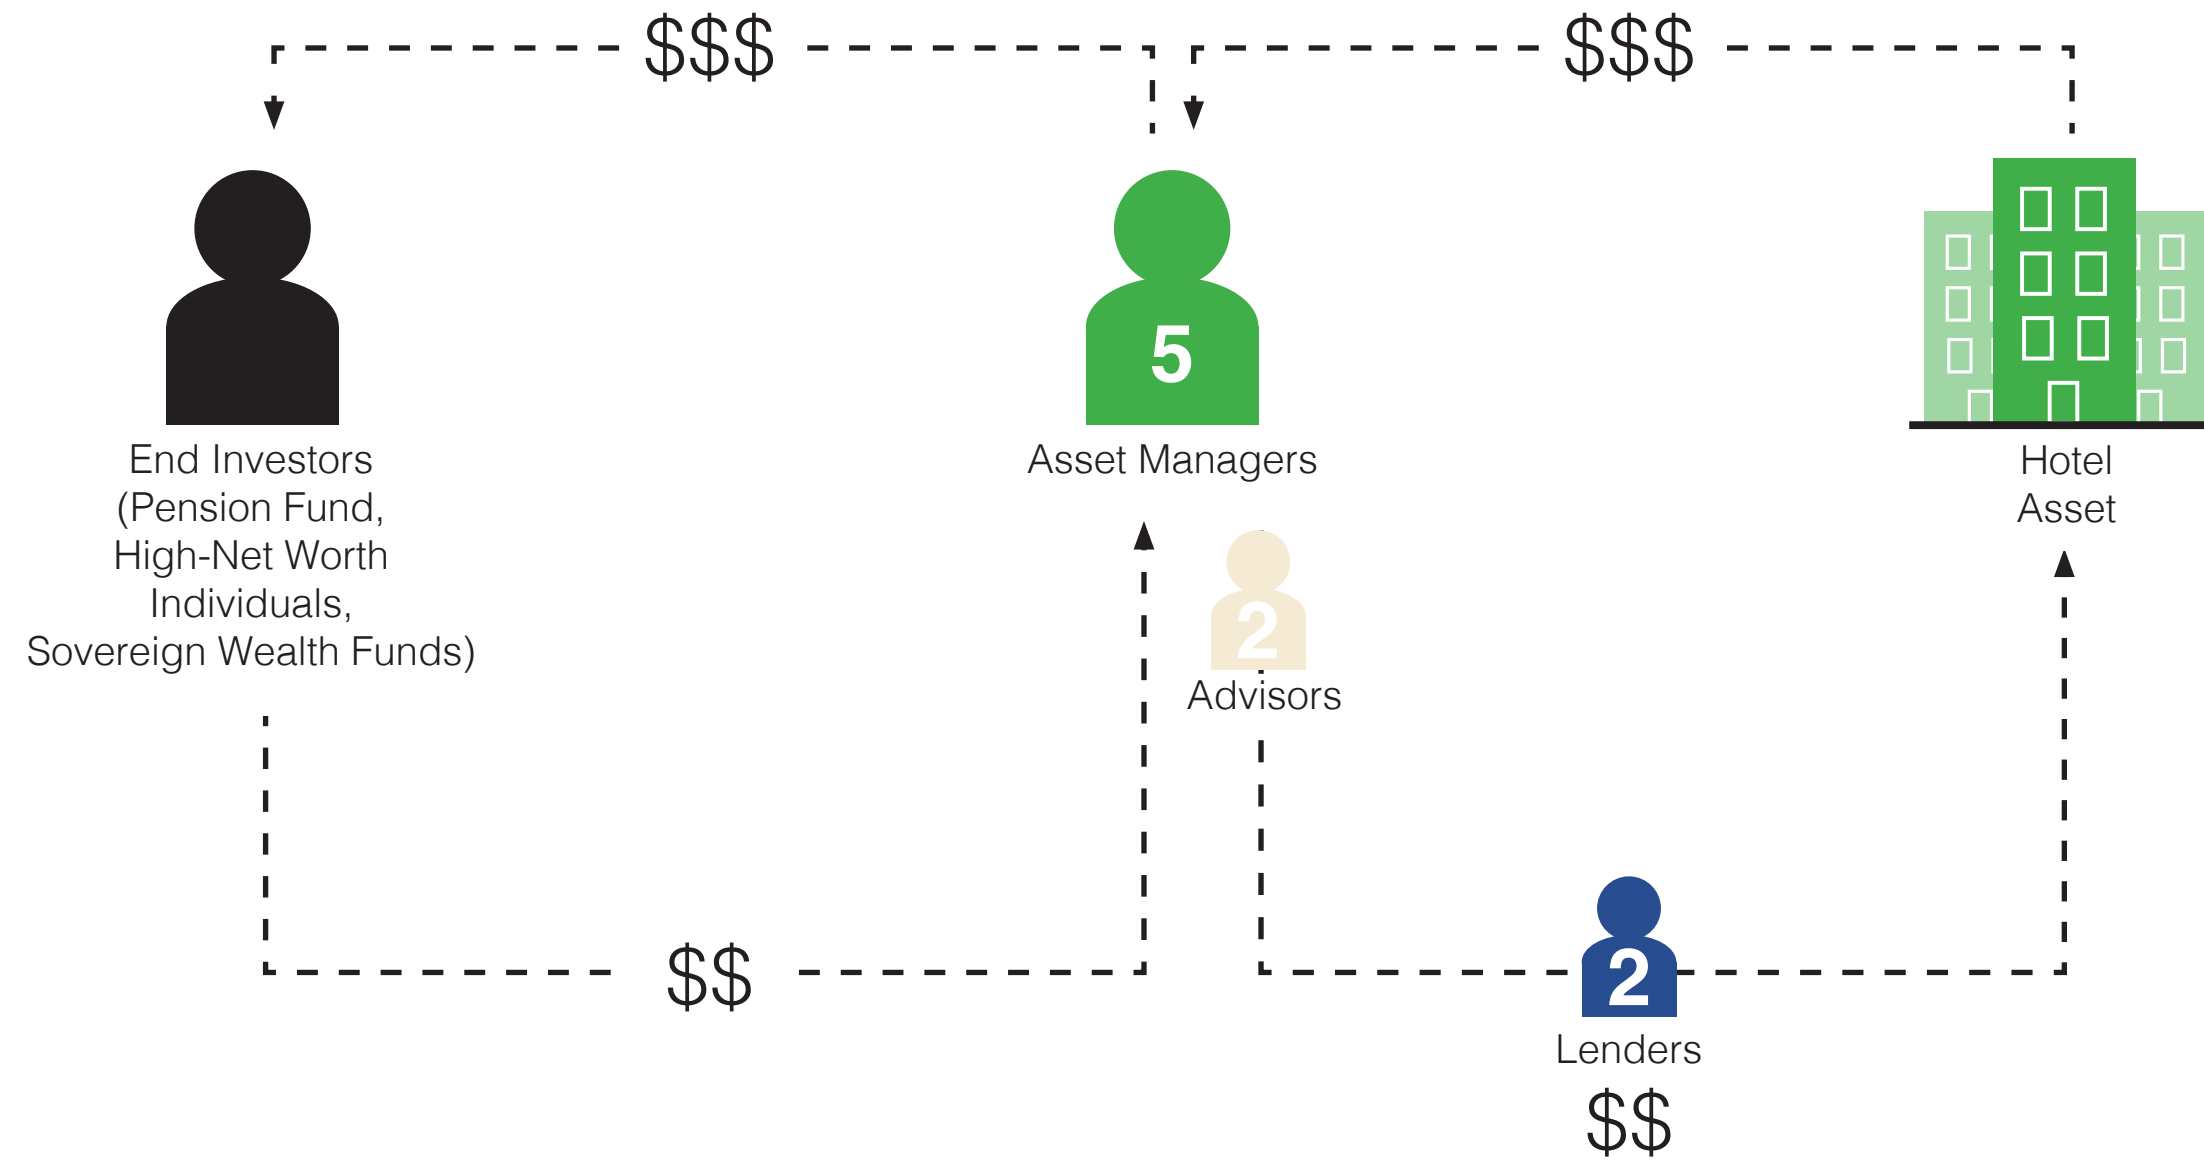 $$$
$$$
5
End Investors
(Pension Fund,
High-Net Worth
Individuals,
Sovereign Wealth Funds)
Asset Managers
Hotel
Asset
2
Advisors
$$
2
Lenders
$$